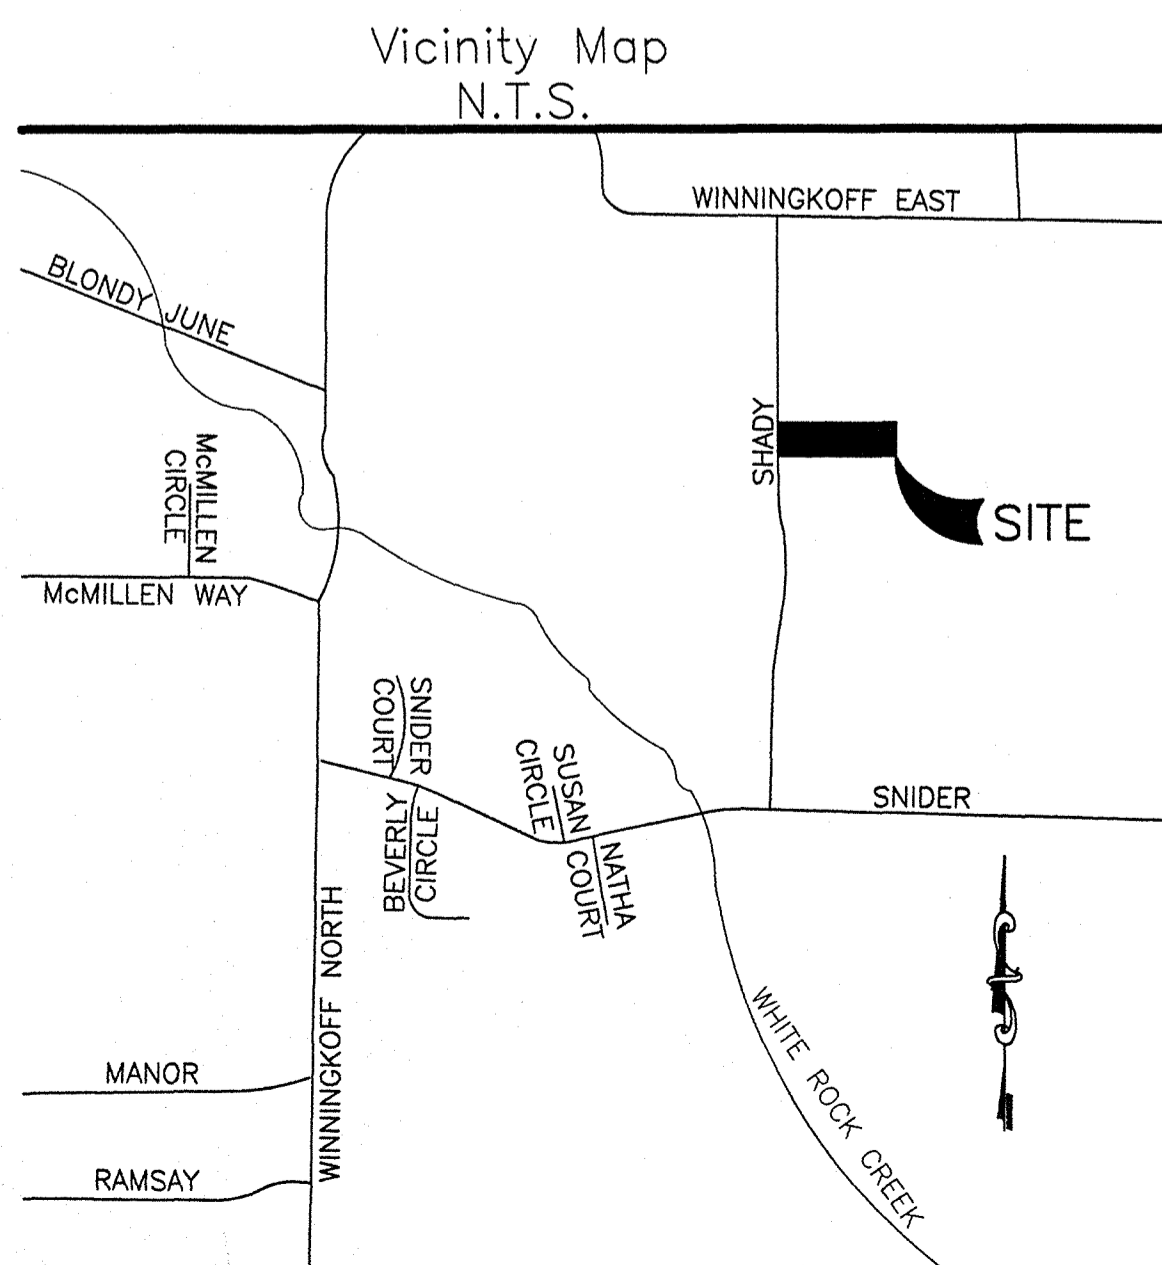 Vicinity Map
N.T.S.
WINNINGKOFF EAST
BLONDY JUNE
SHADY
McMILLEN
CIRCLE
SITE
McMILLEN WAY
SNIDER
COURT
SUSAN
CIRCLE
SNIDER
BEVERLY
CIRCLE
NATHA
COURT
WINNINGKOFF NORTH
WHITE ROCK CREEK
MANOR
RAMSAY